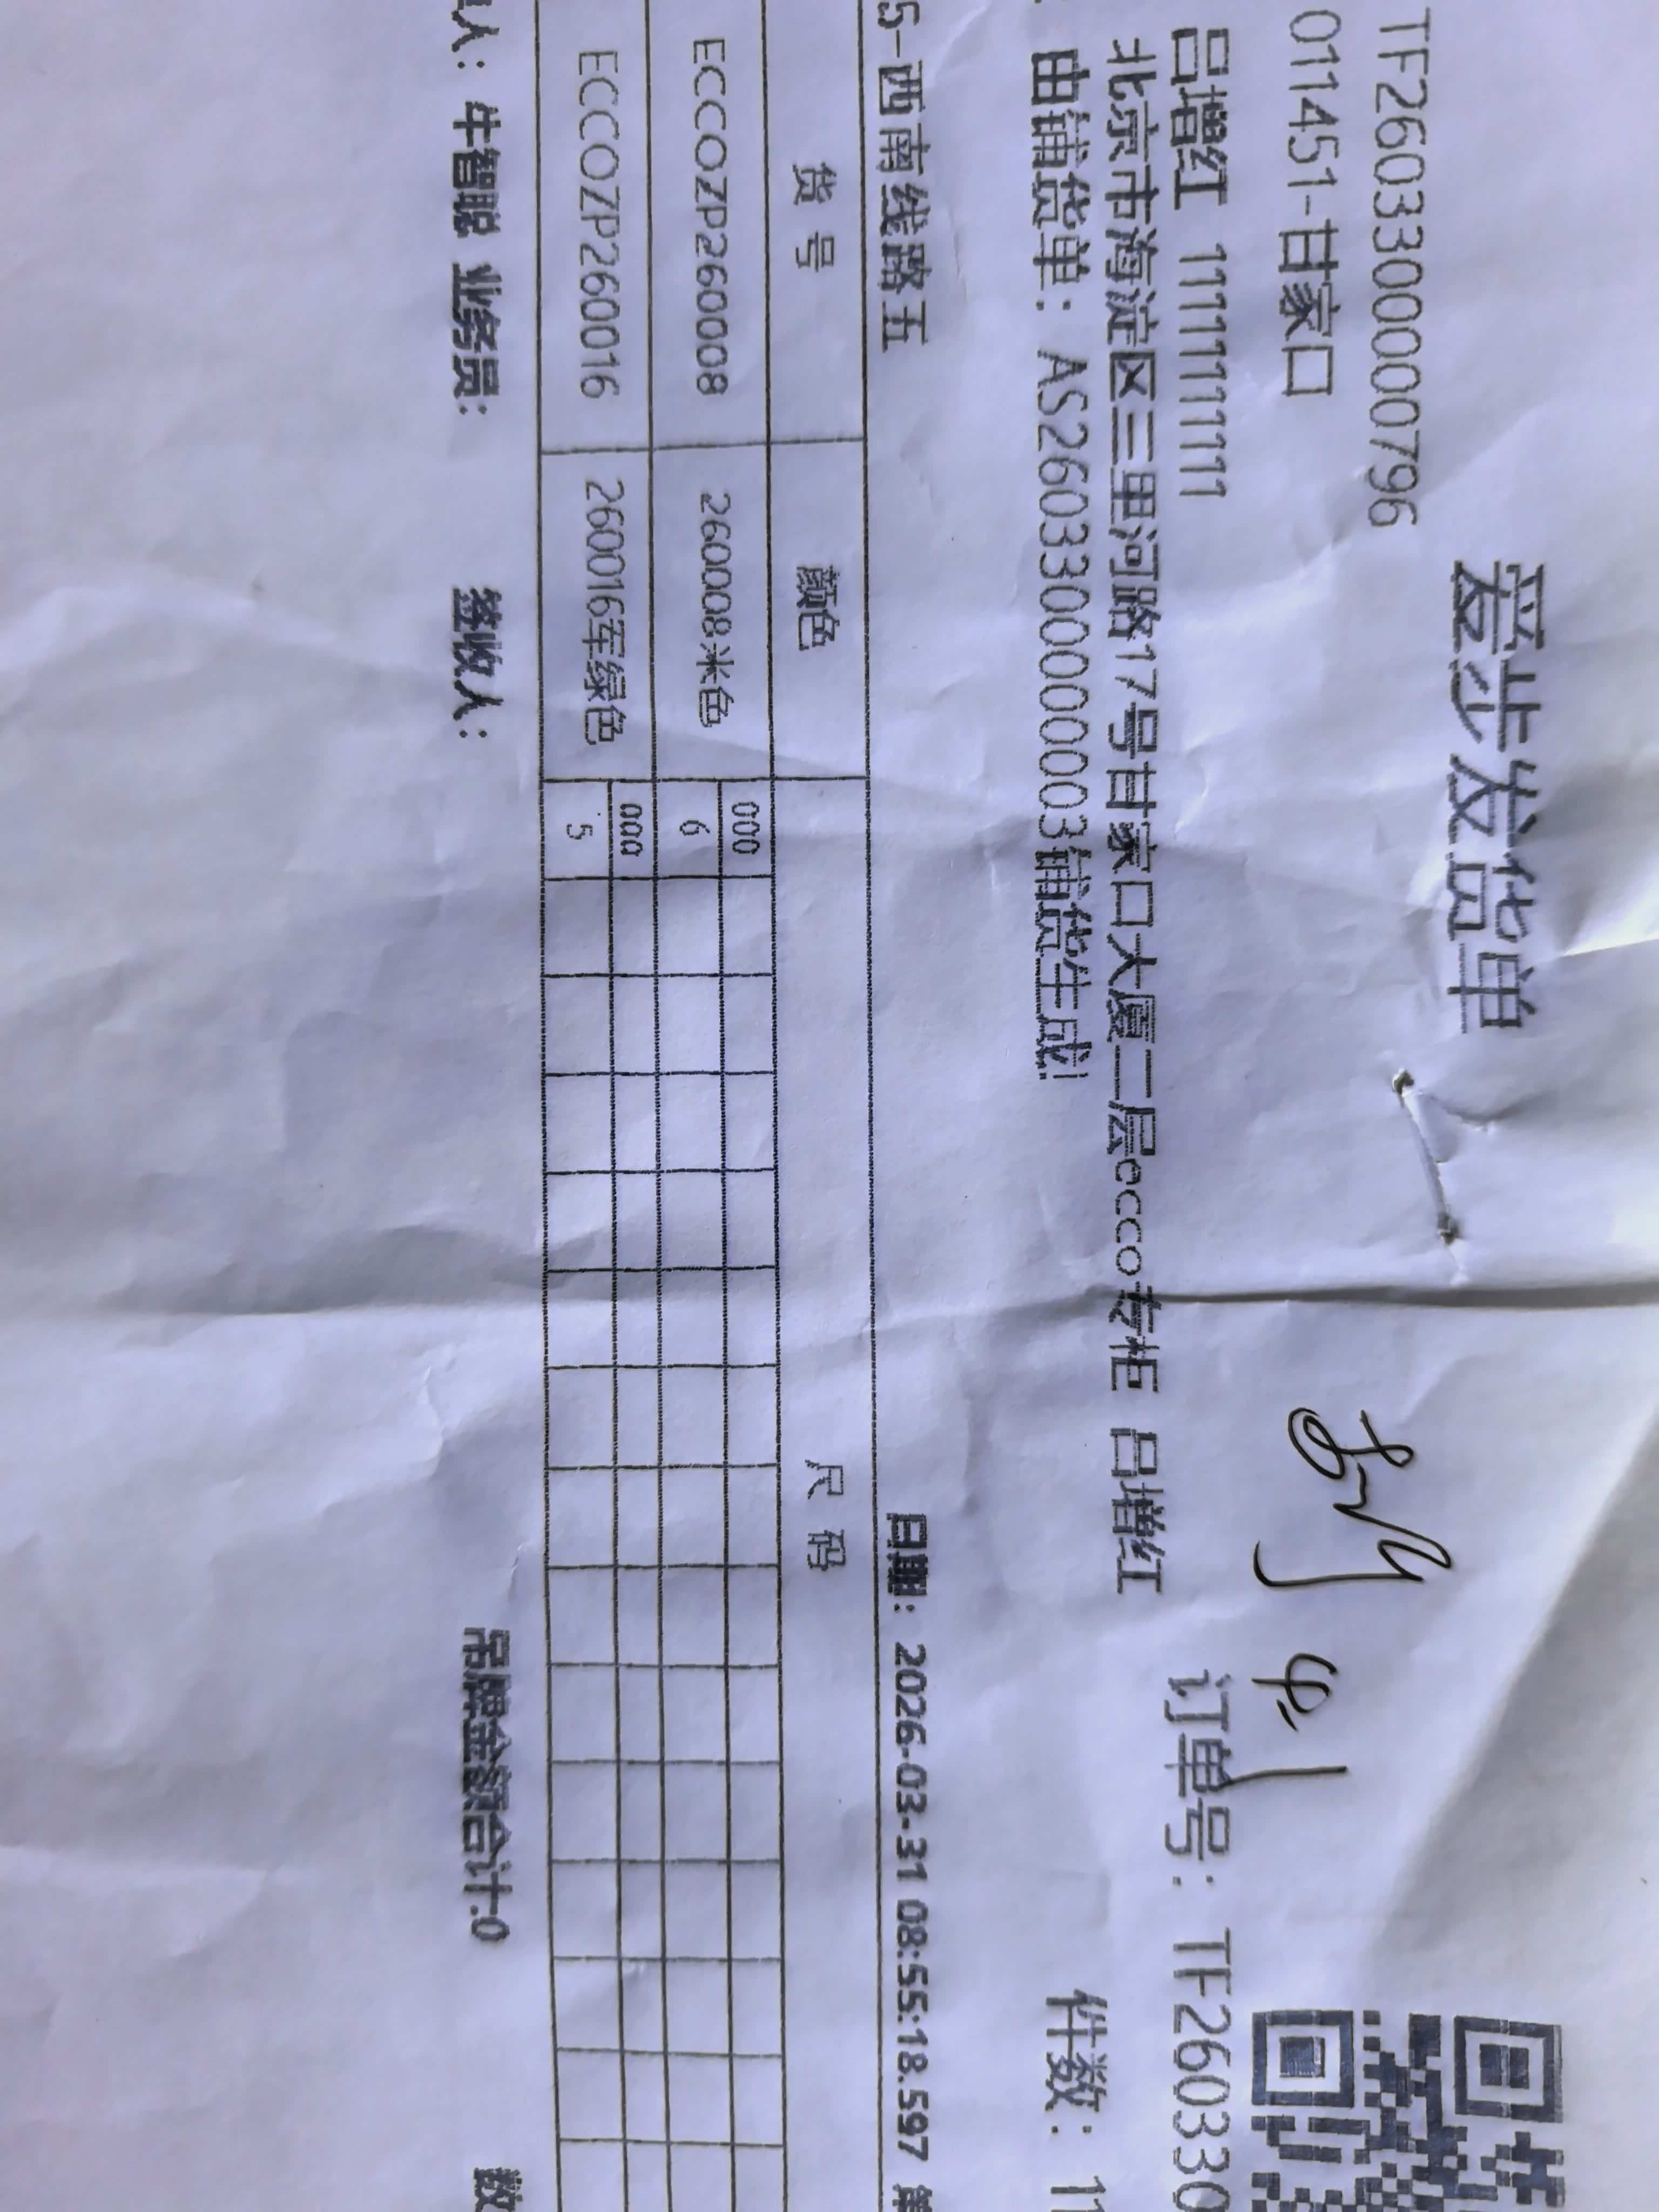 爱步发货单
TF260330000796
011451-甘家口
吕增红 11111111111 订单号: TF260330
北京市海淀区三里河路17号甘家口大厦二层ecco专柜 吕增红
: 由铺货单: AS2603300000003铺货生成! 件数: 11
5-西南线路五 日期: 2026-03-31 08:55:18.597
货 号 颜色 尺 码
ECCOZP260008 260008米色 000
6
ECCOZP260016 260016军绿色 000
5
人: 牛智聪 业务员: 签收人: 吊牌金额合计:0 数